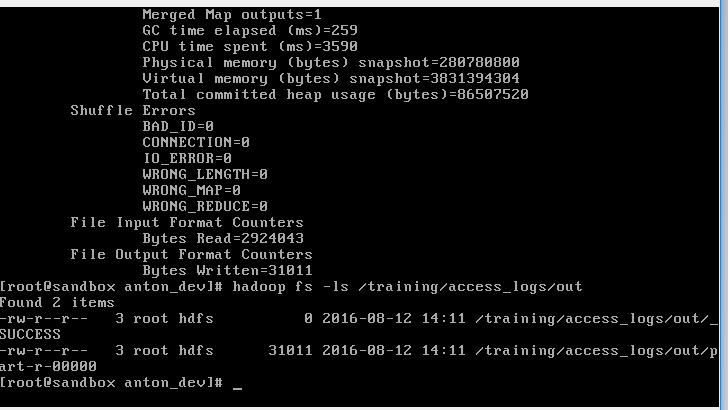 Merged Map outputs=1
GC time elapsed (ms)=259
CPU time spent (ms)=3590
Physical memory (bytes) snapshot=280780800
Virtual memory (bytes) snapshot=3831394304
Total committed heap usage (bytes)=86507520
Shuffle Errors
BAD_ID=0
CONNECTION=0
IO_ERROR=0
WRONG_LENGTH=0
WRONG_MAP=0
WRONG_REDUCE=0
File Input Format Counters
Bytes Read=2924043
File Output Format Counters
Bytes Written=31011
[root@sandbox anton_dev]# hadoop fs -ls /training/access_logs/out
Found 2 items
-rw-r--r--   3 root hdfs          0 2016-08-12 14:11 /training/access_logs/out/_
SUCCESS
-rw-r--r--   3 root hdfs      31011 2016-08-12 14:11 /training/access_logs/out/p
art-r-00000
[root@sandbox anton_dev]# _